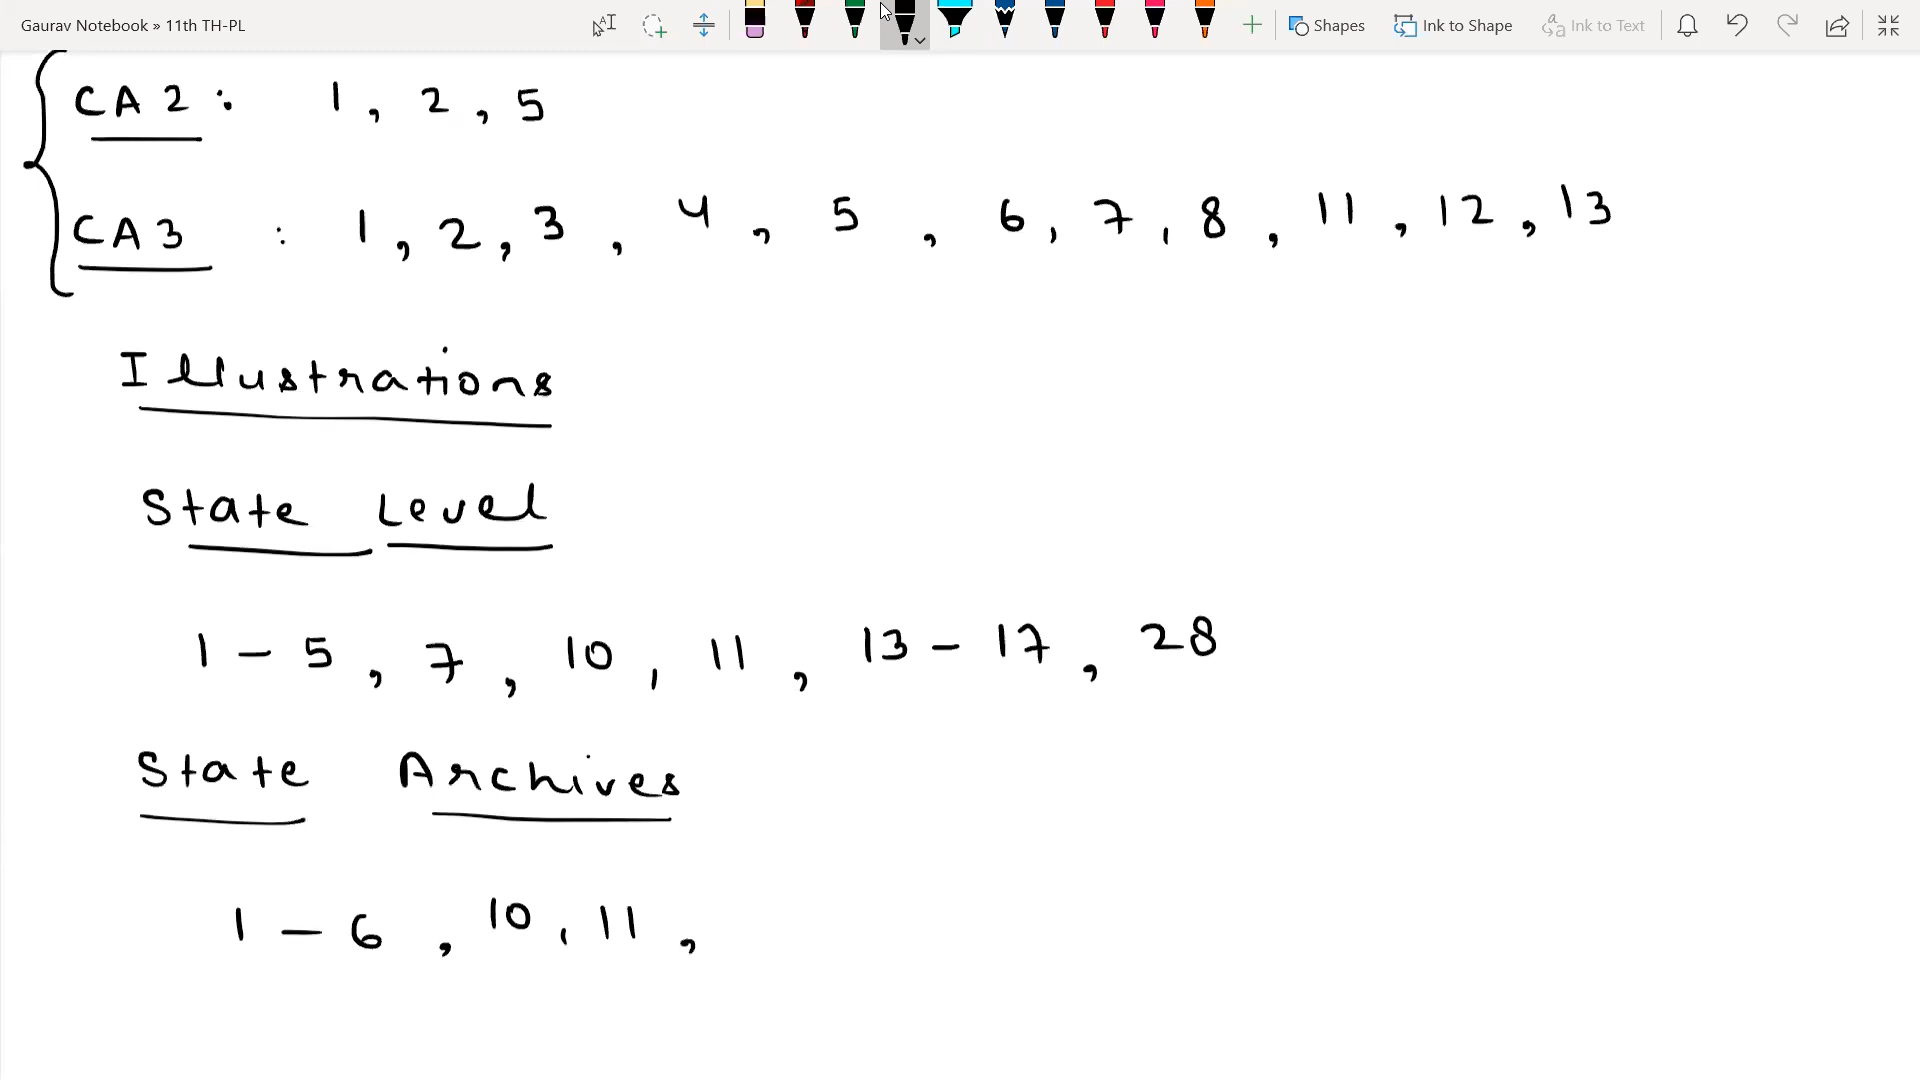 Gaurav Notebook » 11th TH-PL
Shapes
Ink to Shape
Ink to Text
CA2 : 1, 2, 5
CA3 : 1, 2, 3, 4, 5, 6, 7, 8, 11, 12, 13
Illustrations
State Level
1 - 5, 7, 10, 11, 13 - 17, 28
State Archives
1 - 6, 10, 11,